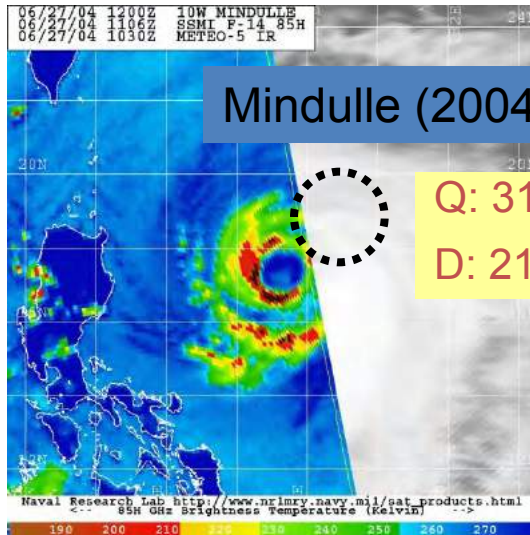 06/27/04 1200Z 10W MINDULLE
06/27/04 1106Z SSMI F-14 85H
06/27/04 1030Z METEO-5 IR
Mindulle (2004
20N
Q: 31
D: 21
Naval Research Lab http://www.nrlmry.navy.mil/sat_products.html
<-- 85H GHz Brightness Temperature (Kelvin) -->
190 200 210 220 230 240 250 260 270